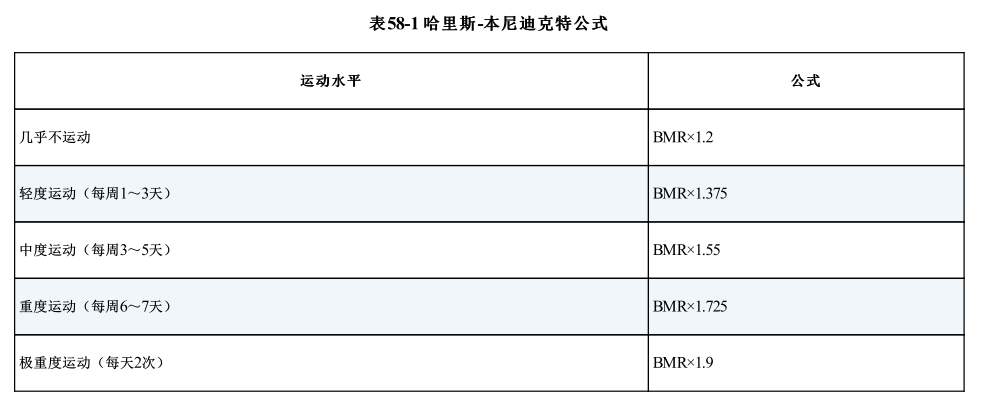 表58-1 哈里斯-本尼迪克特公式
运动水平 公式
几乎不运动 BMR×1.2
轻度运动（每周1～3天） BMR×1.375
中度运动（每周3～5天） BMR×1.55
重度运动（每周6～7天） BMR×1.725
极重度运动（每天2次） BMR×1.9